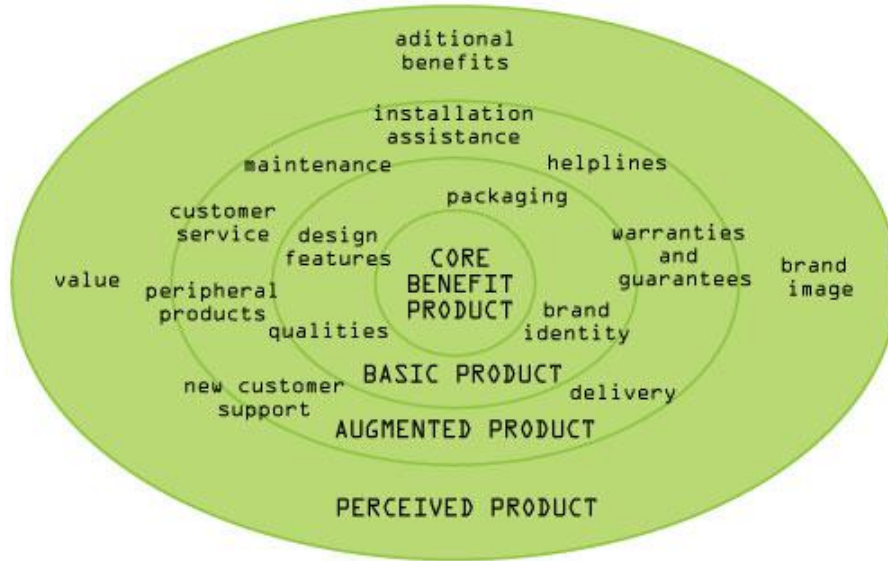 aditional
benefits
installation
assistance
maintenance
helplines
packaging
customer
service
design
features
CORE
BENEFIT
PRODUCT
warranties
and
guarantees
value
brand
image
peripheral
products
qualities
brand
identity
BASIC PRODUCT
new customer
support
delivery
AUGMENTED PRODUCT
PERCEIVED PRODUCT